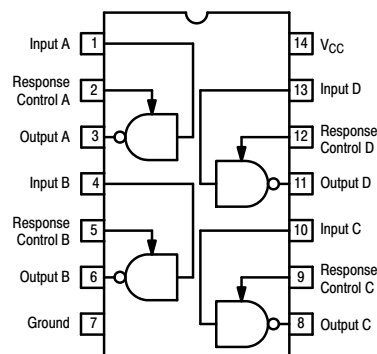 Input A 1
14 VCC
Response
Control A
2
13 Input D
Output A 3
12 Response
Control D
Input B 4
11 Output D
Response
Control B
5
10 Input C
Output B 6
9 Response
Control C
Ground 7
8 Output C